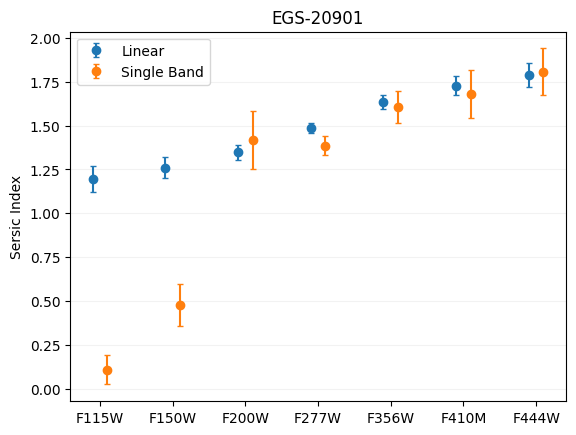 EGS-20901
Linear
Single Band
Sersic Index
2.00
1.75
1.50
1.25
1.00
0.75
0.50
0.25
0.00
F115W F150W F200W F277W F356W F410M F444W